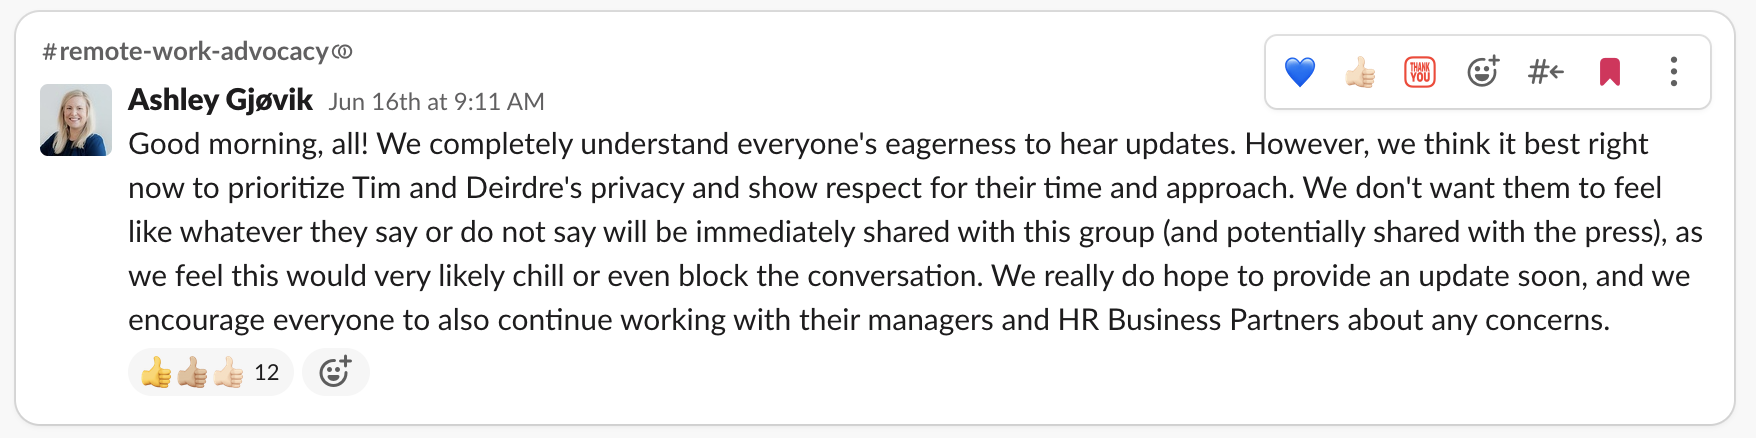 #remote-work-advocacy
THANK YOU
Ashley Gjøvik Jun 16th at 9:11 AM
Good morning, all! We completely understand everyone's eagerness to hear updates. However, we think it best right
now to prioritize Tim and Deirdre's privacy and show respect for their time and approach. We don't want them to feel
like whatever they say or do not say will be immediately shared with this group (and potentially shared with the press), as
we feel this would very likely chill or even block the conversation. We really do hope to provide an update soon, and we
encourage everyone to also continue working with their managers and HR Business Partners about any concerns.
12